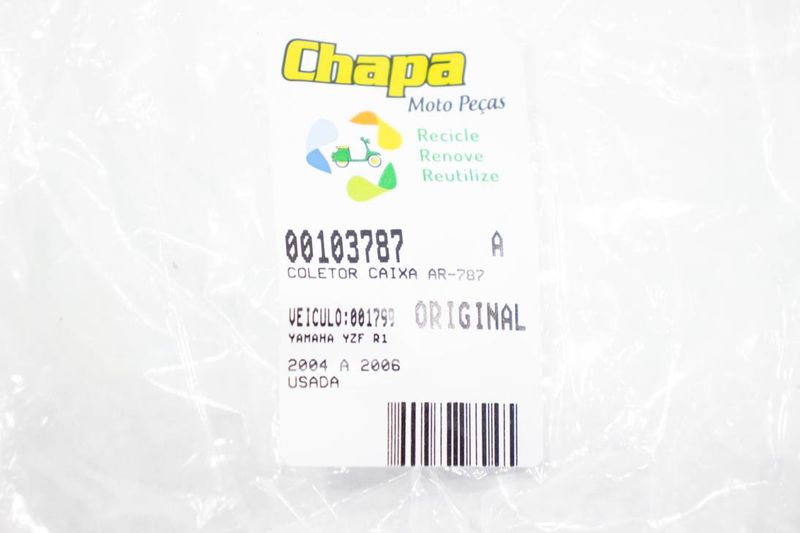 Chapa
Moto Peças
Recicle
Renove
Reutilize
00103787 A
COLETOR CAIXA AR-787
VEICULO:001799 ORIGINAL
YAMAHA YZF R1
2004 A 2006
USADA